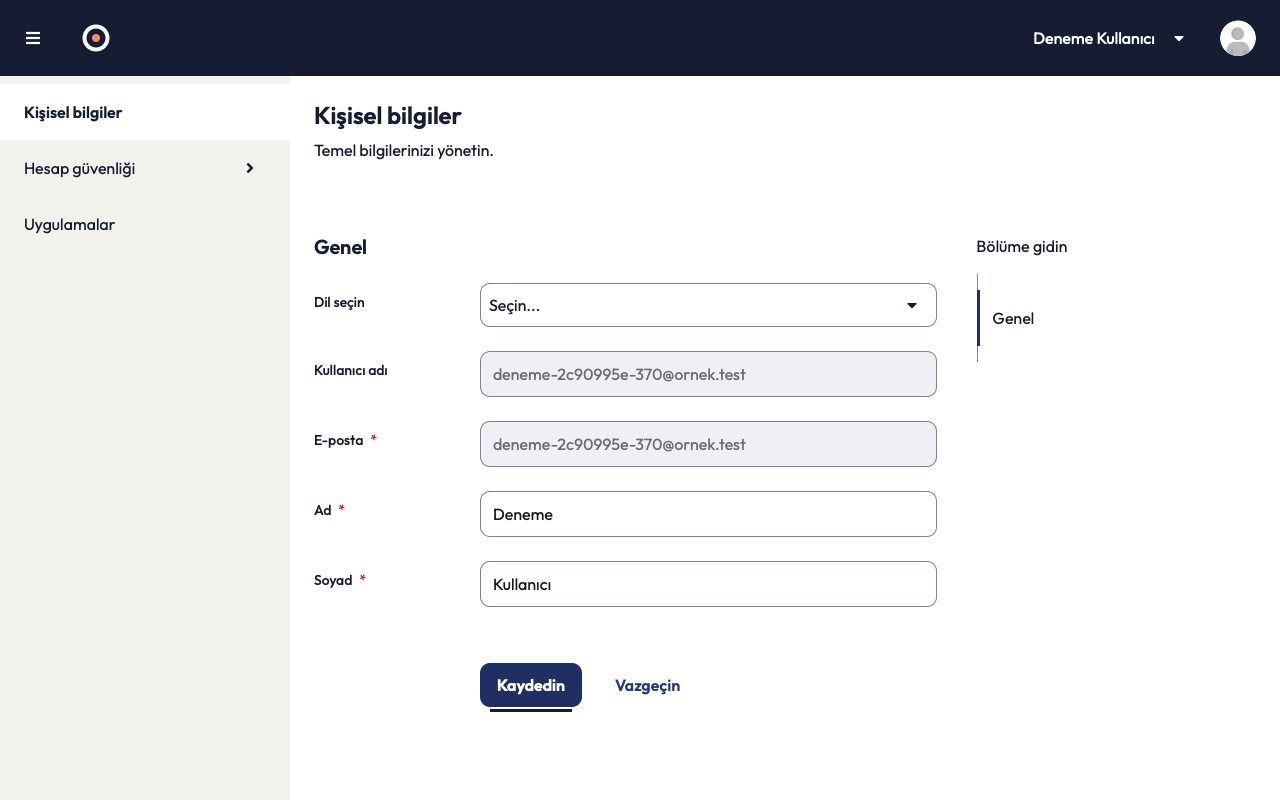 Deneme Kullanıcı
Kişisel bilgiler
Hesap güvenliği
Uygulamalar
Kişisel bilgiler
Temel bilgilerinizi yönetin.
Genel
Dil seçin
Seçin...
Kullanıcı adı
deneme-2c90995e-370@ornek.test
E-posta *
deneme-2c90995e-370@ornek.test
Ad *
Deneme
Soyad *
Kullanıcı
Kaydedin
Vazgeçin
Bölüme gidin
Genel